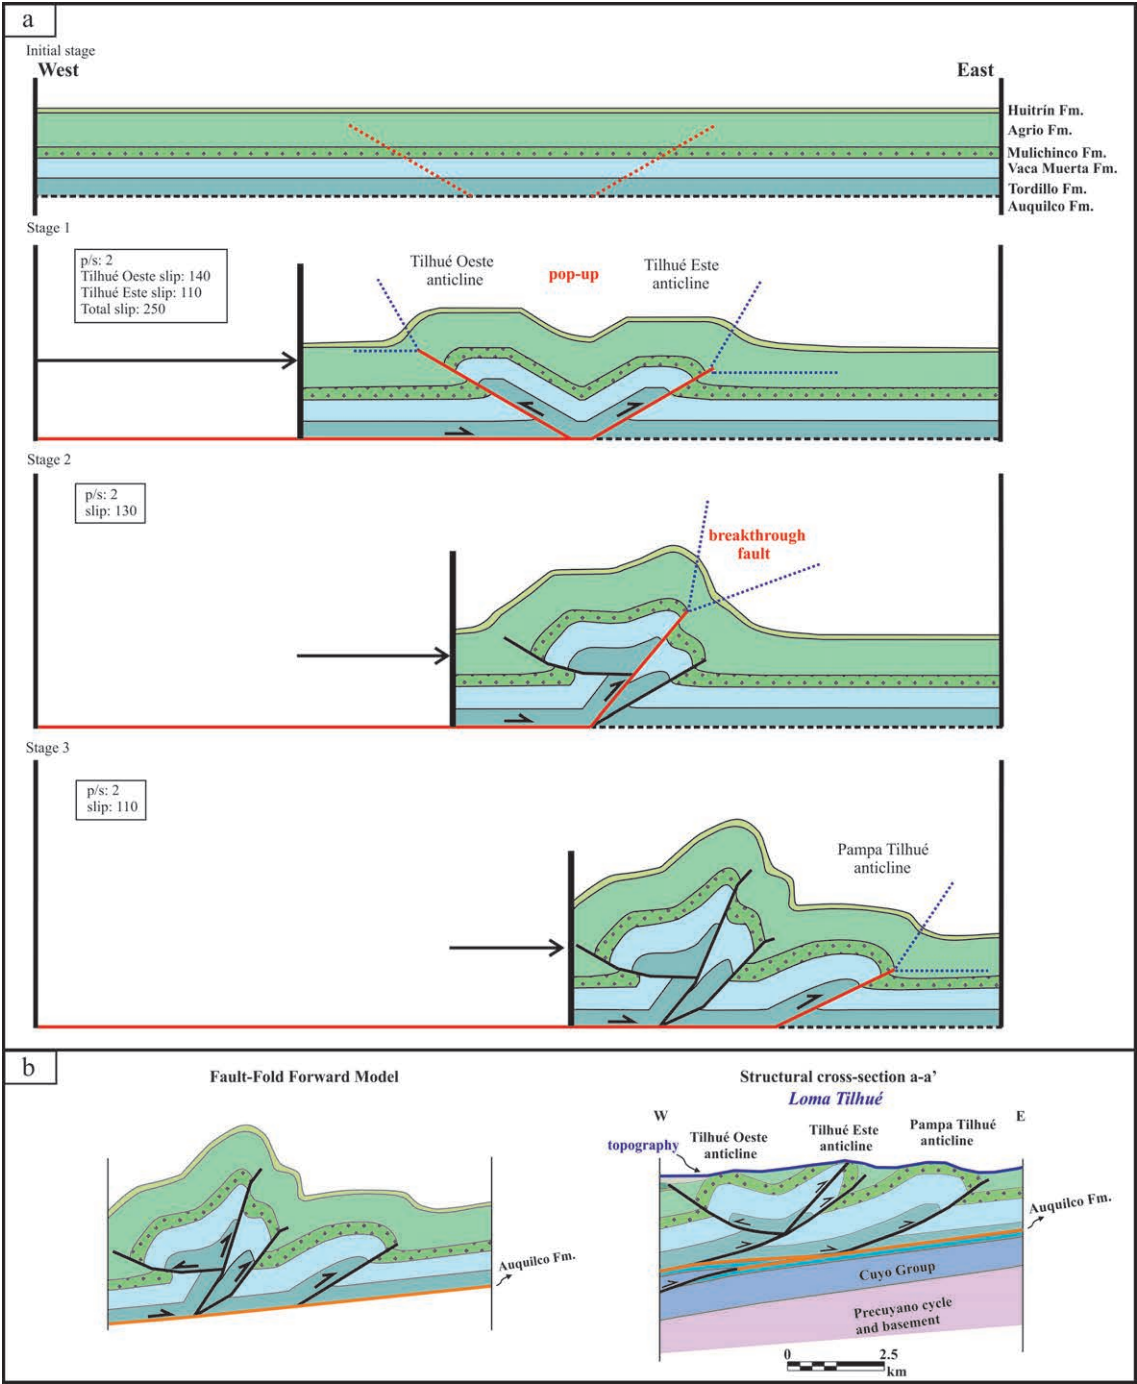 a
Initial stage
West
East
Huitrín Fm.
Agrio Fm.
Mulichinco Fm.
Vaca Muerta Fm.
Tordillo Fm.
Auquilco Fm.
Stage 1
p/s: 2
Tilhué Oeste slip: 140
Tilhué Este slip: 110
Total slip: 250
Tilhué Oeste
anticline
pop-up
Tilhué Este
anticline
Stage 2
p/s: 2
slip: 130
breakthrough
fault
Stage 3
p/s: 2
slip: 110
Pampa Tilhué
anticline
b
Fault-Fold Forward Model
Auquilco Fm.
Structural cross-section a-a'
Loma Tilhué
W
E
topography
Tilhué Oeste
anticline
Tilhué Este
anticline
Pampa Tilhué
anticline
Auquilco Fm.
Cuyo Group
Precuyano cycle
and basement
0 2.5
km